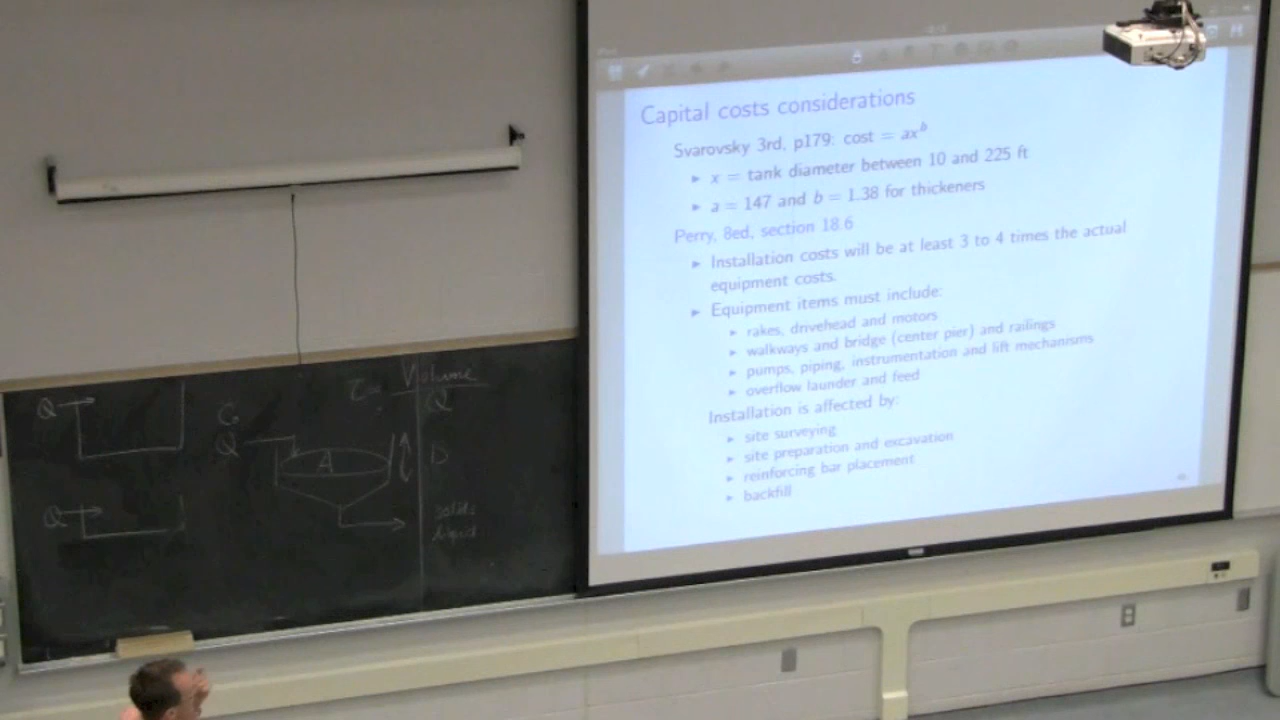 Capital costs considerations
Svarovsky 3rd, p179: cost = ax^b
► x = tank diameter between 10 and 225 ft
► a = 147 and b = 1.38 for thickeners
Perry, 8ed, section 18.6
► Installation costs will be at least 3 to 4 times the actual
equipment costs.
► Equipment items must include:
► rakes, drivehead and motors
► walkways and bridge (center pier) and railings
► pumps, piping, instrumentation and lift mechanisms
► overflow launder and feed
Installation is affected by:
► site surveying
► site preparation and excavation
► reinforcing bar placement
► backfill
Volume
Q
Q
C₀
Q
A
D
Q
solids
liquid